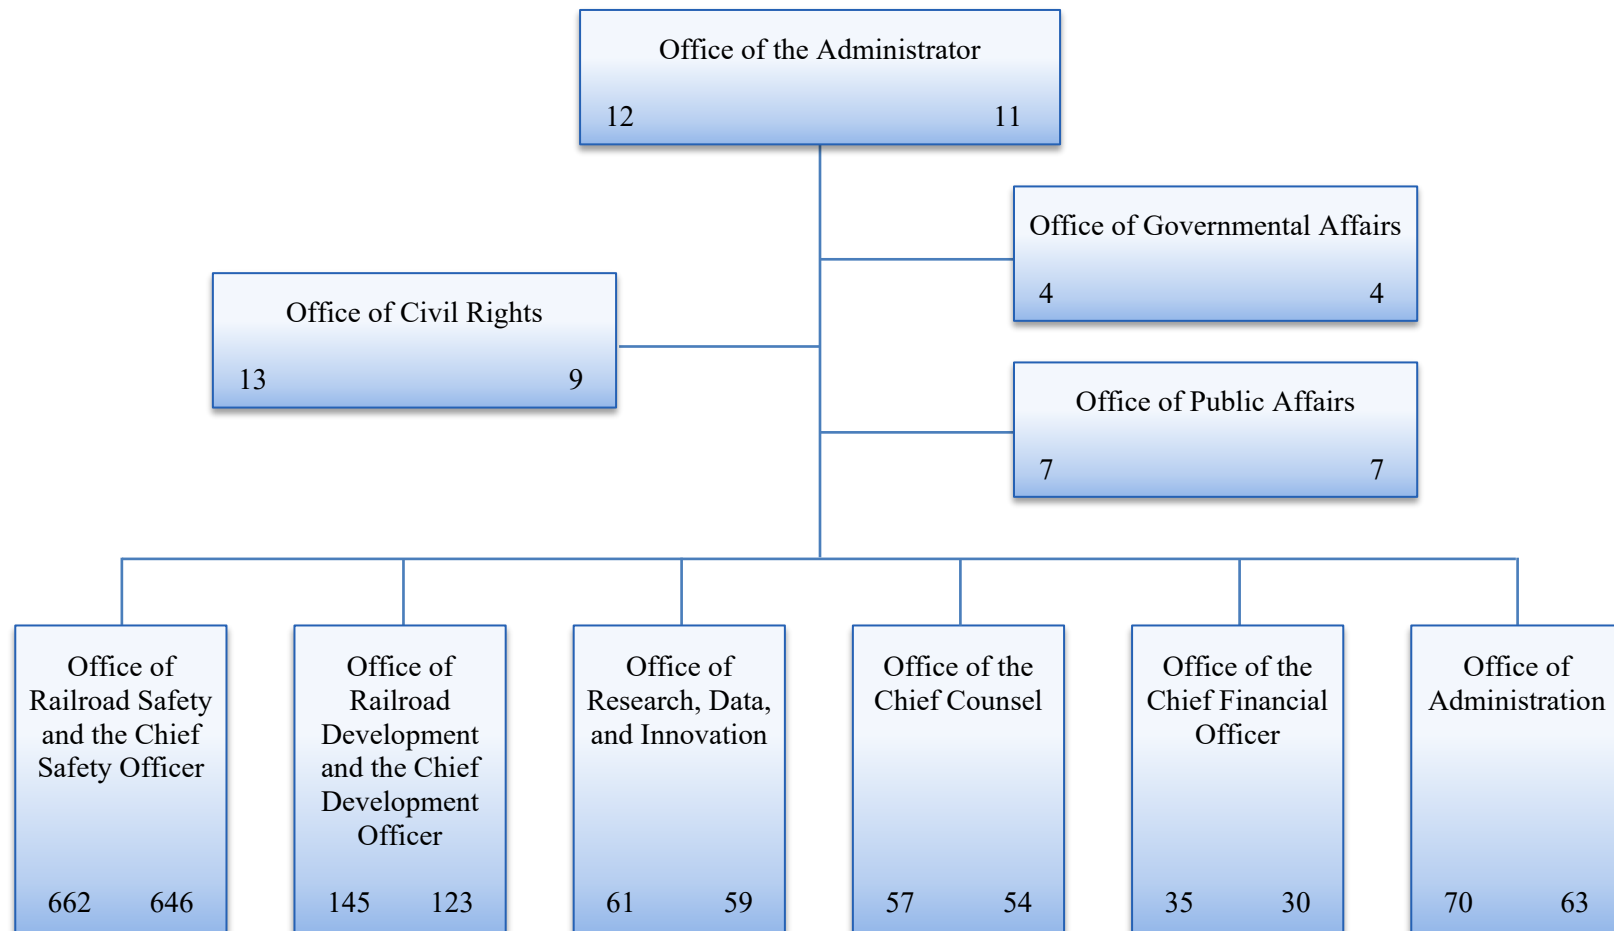 Office of the Administrator
12 11
Office of Governmental Affairs
4 4
Office of Civil Rights
13 9
Office of Public Affairs
7 7
Office of
Railroad Safety
and the Chief
Safety Officer
662 646
Office of
Railroad
Development
and the Chief
Development
Officer
145 123
Office of
Research, Data,
and Innovation
61 59
Office of the
Chief Counsel
57 54
Office of the
Chief Financial
Officer
35 30
Office of
Administration
70 63